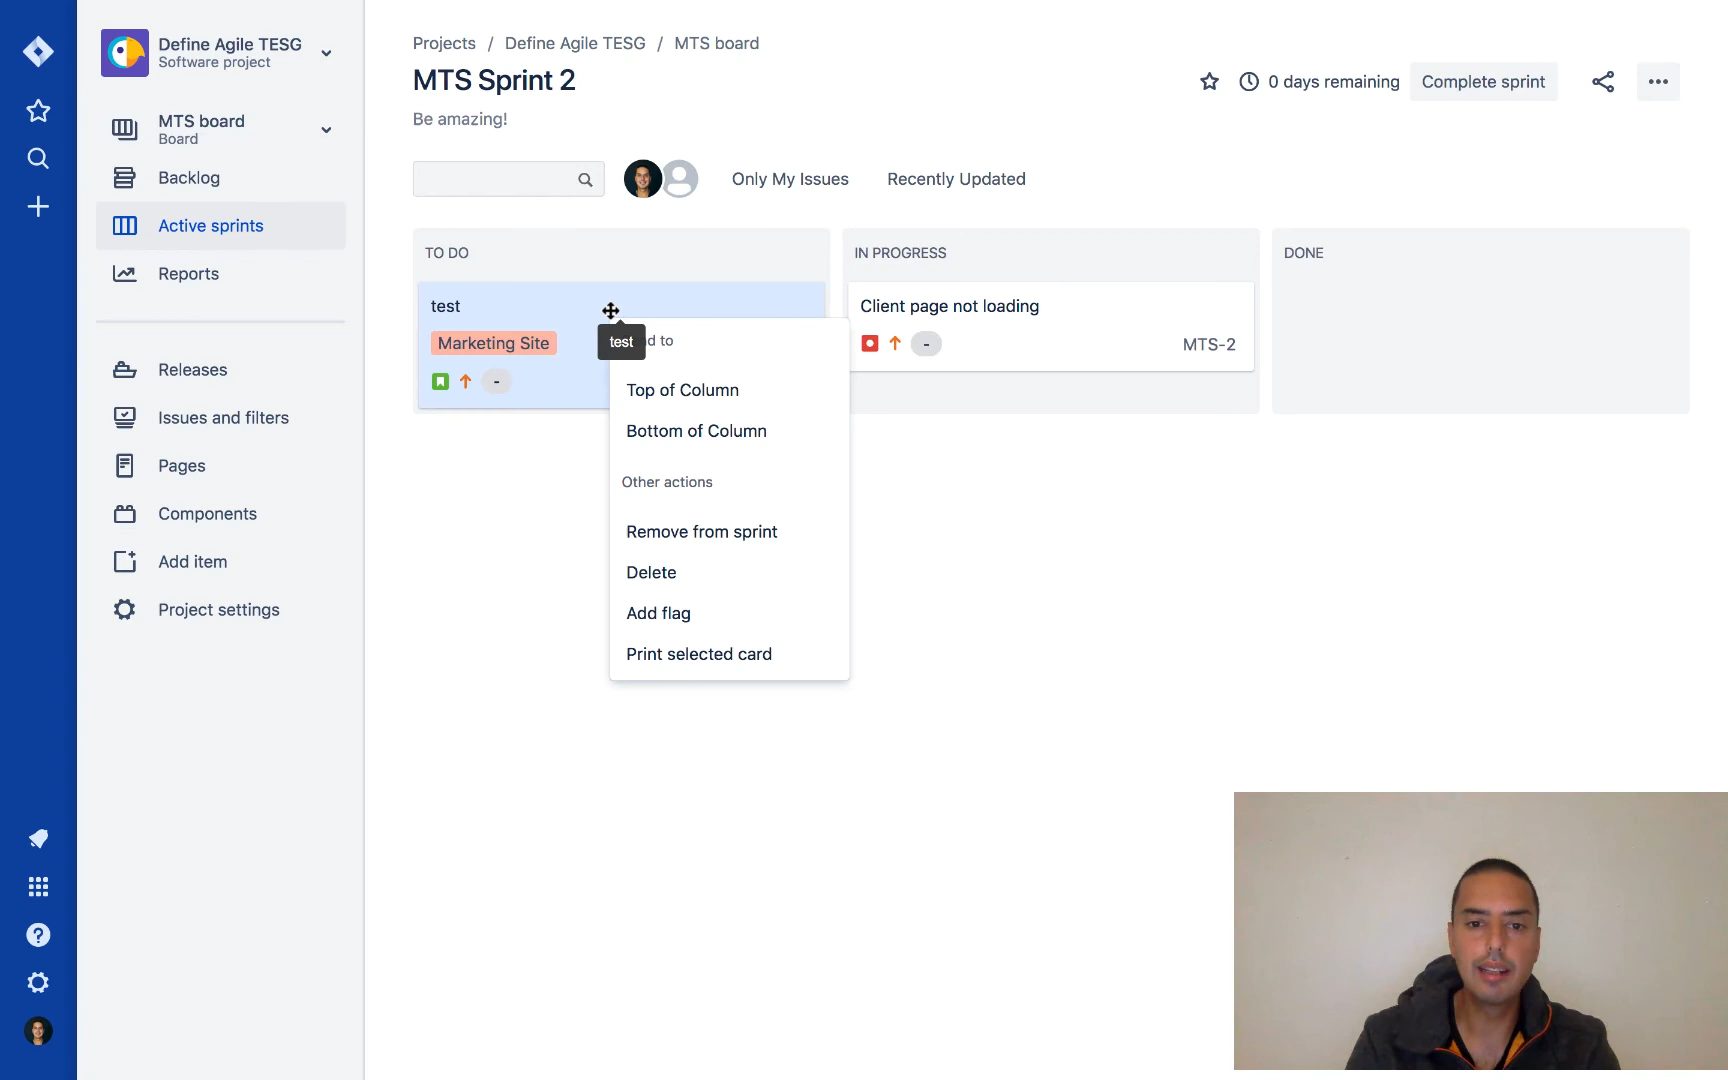 Define Agile TESG
Software project
MTS board
Board
Backlog
Active sprints
Reports
Releases
Issues and filters
Pages
Components
Add item
Project settings
Projects / Define Agile TESG / MTS board
MTS Sprint 2
0 days remaining
Complete sprint
Be amazing!
Only My Issues
Recently Updated
TO DO
test
Marketing Site
-
test
to
Top of Column
Bottom of Column
Other actions
Remove from sprint
Delete
Add flag
Print selected card
IN PROGRESS
Client page not loading
-
MTS-2
DONE